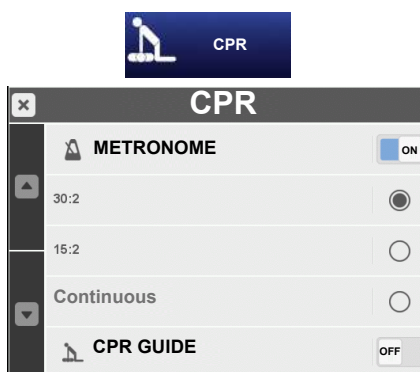 CPR
CPR
METRONOME ON
30:2
15:2
Continuous
CPR GUIDE OFF